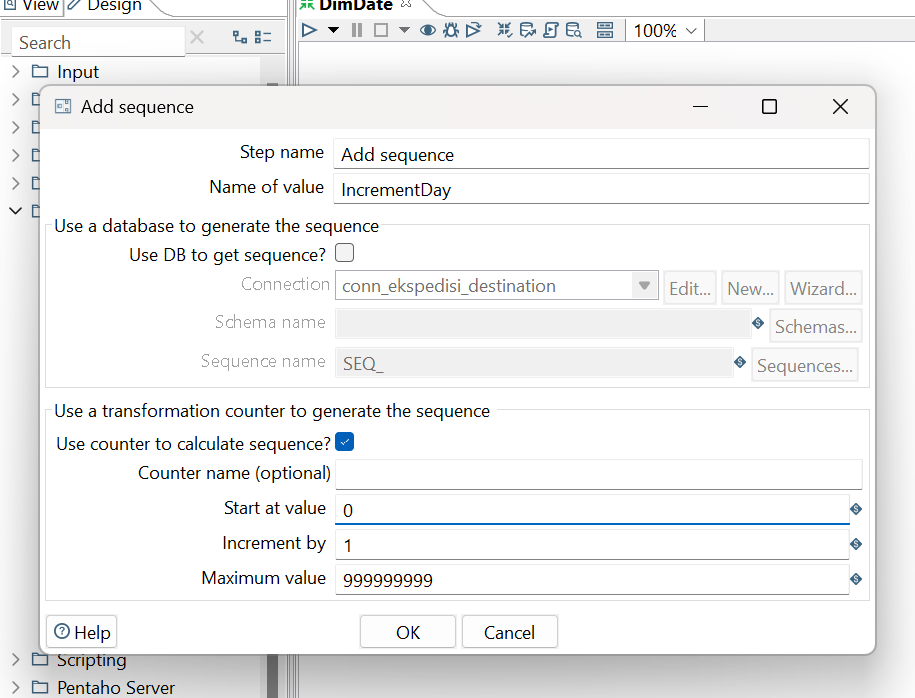 View Design
DimDate
Search
100%
Input
Add sequence
Step name Add sequence
Name of value IncrementDay
Use a database to generate the sequence
Use DB to get sequence?
Connection conn_ekspedisi_destination Edit... New... Wizard...
Schema name Schemas...
Sequence name SEQ_ Sequences...
Use a transformation counter to generate the sequence
Use counter to calculate sequence?
Counter name (optional)
Start at value 0
Increment by 1
Maximum value 999999999
Help OK Cancel
Scripting
Pentaho Server